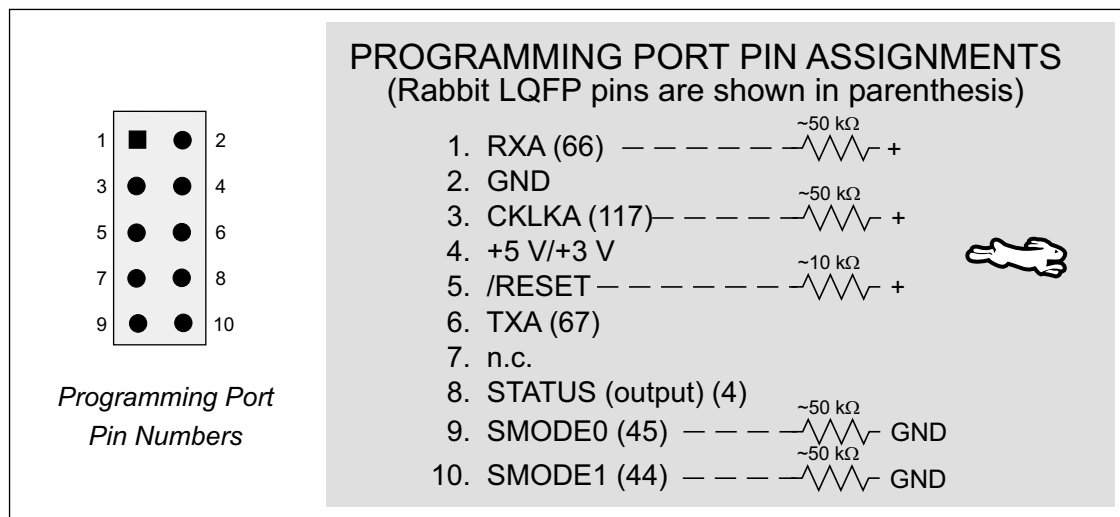 PROGRAMMING PORT PIN ASSIGNMENTS
(Rabbit LQFP pins are shown in parenthesis)
1 2
3 4
5 6
7 8
9 10
Programming Port
Pin Numbers
~50 kΩ
1. RXA (66) +
2. GND
~50 kΩ
3. CKLKA (117) +
4. +5 V/+3 V
~10 kΩ
5. /RESET +
6. TXA (67)
7. n.c.
8. STATUS (output) (4)
~50 kΩ
9. SMODE0 (45) GND
~50 kΩ
10. SMODE1 (44) GND